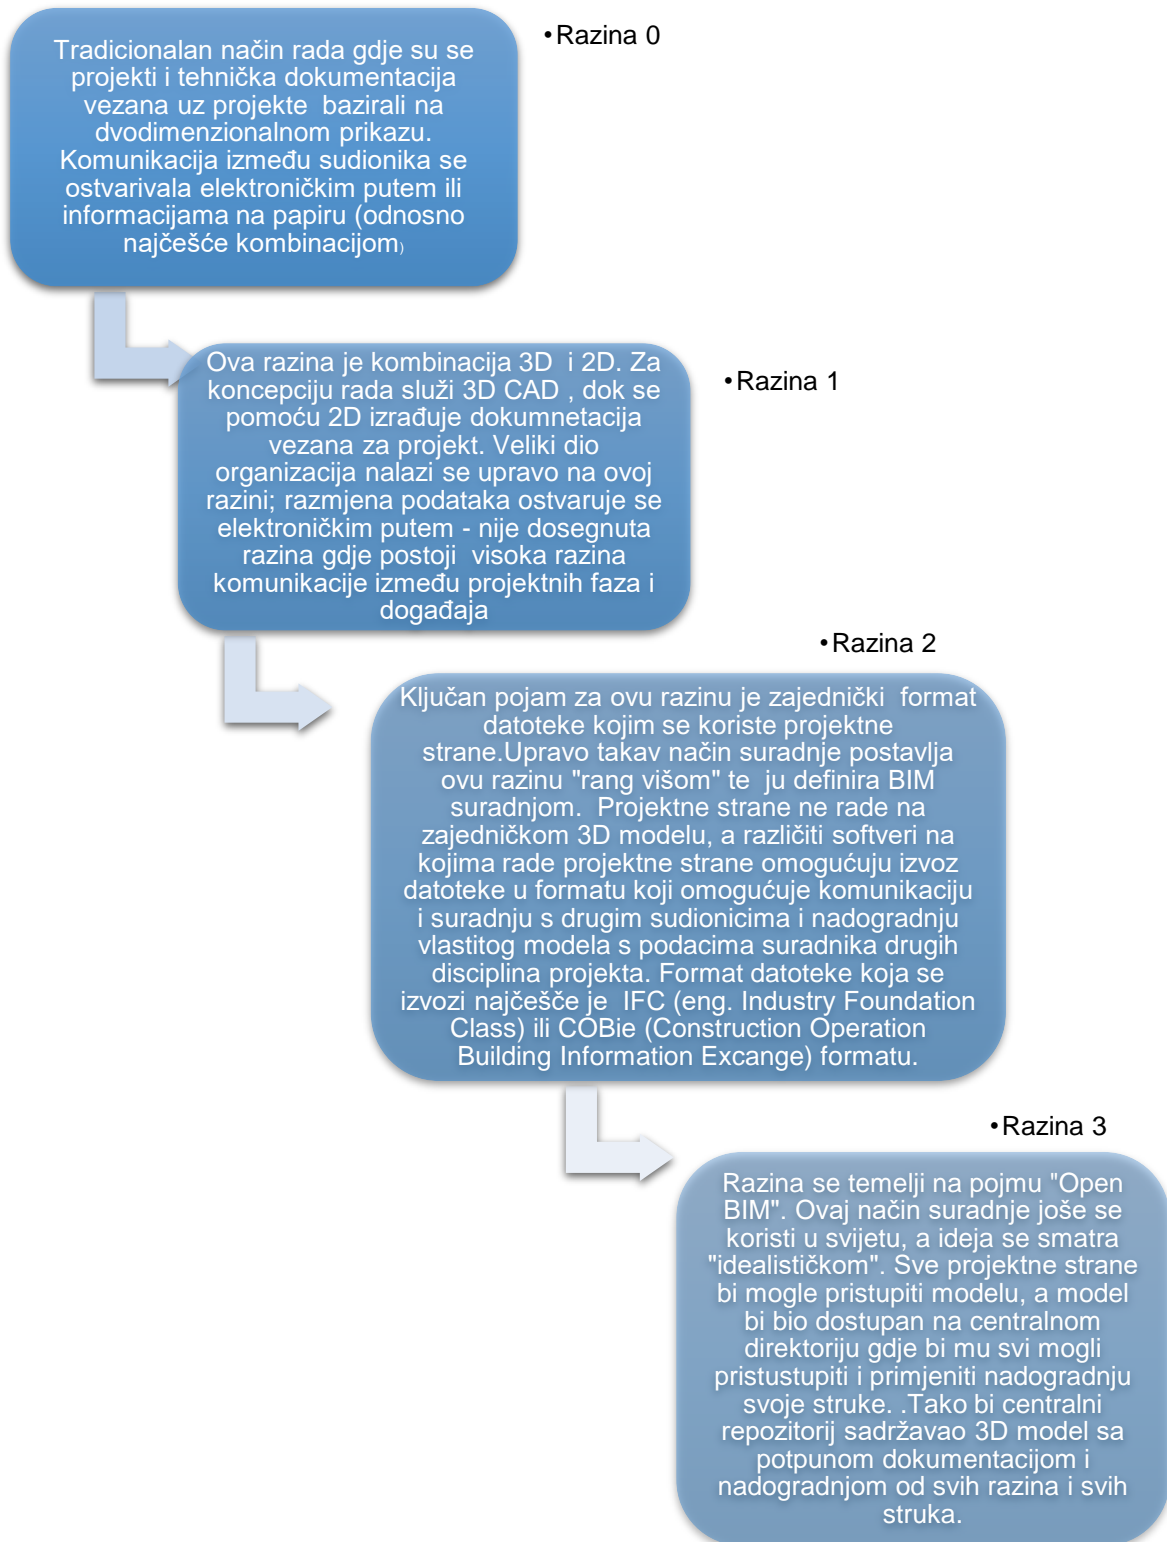 •Razina 0
Tradicionalan način rada gdje su se
projekti i tehnička dokumentacija
vezana uz projekte  bazirali na
dvodimenzionalnom prikazu.
Komunikacija između sudionika se
ostvarivala elektroničkim putem ili
informacijama na papiru (odnosno
najčešće kombinacijom)
•Razina 1
Ova razina je kombinacija 3D  i 2D. Za
koncepciju rada služi 3D CAD , dok se
pomoću 2D izrađuje dokumnetacija
vezana za projekt. Veliki dio
organizacija nalazi se upravo na ovoj
razini; razmjena podataka ostvaruje se
elektroničkim putem - nije dosegnuta
razina gdje postoji  visoka razina
komunikacije između projektnih faza i
događaja
•Razina 2
Ključan pojam za ovu razinu je zajednički  format
datoteke kojim se koriste projektne
strane.Upravo takav način suradnje postavlja
ovu razinu "rang višom" te  ju definira BIM
suradnjom.  Projektne strane ne rade na
zajedničkom 3D modelu, a različiti softveri na
kojima rade projektne strane omogućuju izvoz
datoteke u formatu koji omogućuje komunikaciju
i suradnju s drugim sudionicima i nadogradnju
vlastitog modela s podacima suradnika drugih
disciplina projekta. Format datoteke koja se
izvozi najčešče je  IFC (eng. Industry Foundation
Class) ili COBie (Construction Operation
Building Information Excange) formatu.
•Razina 3
Razina se temelji na pojmu "Open
BIM". Ovaj način suradnje joše se
koristi u svijetu, a ideja se smatra
"idealističkom". Sve projektne strane
bi mogle pristupiti modelu, a model
bi bio dostupan na centralnom
direktoriju gdje bi mu svi mogli
pristustupiti i primjeniti nadogradnju
svoje struke. .Tako bi centralni
repozitorij sadržavao 3D model sa
potpunom dokumentacijom i
nadogradnjom od svih razina i svih
struka.